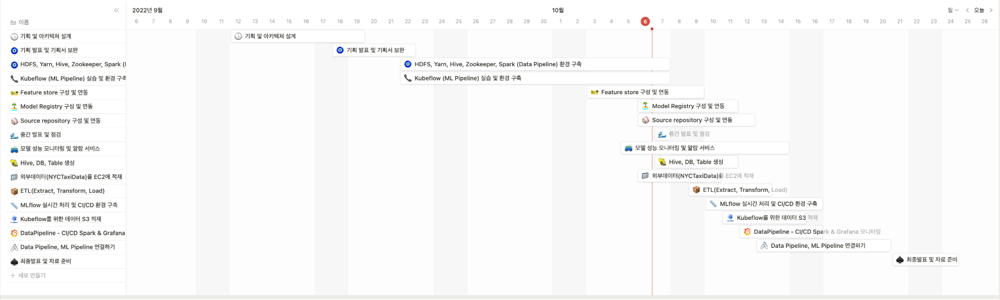 2022년 9월 10월 월 오늘
Aa 이름 6 7 8 9 10 11 12 13 14 15 16 17 18 19 20 21 22 23 24 25 26 27 28 29 30 1 2 3 4 5 6 7 8 9 10 11 12 13 14 15 16 17 18 19 20 21 22 23 24 25 26
기획 및 아키텍쳐 설계 기획 및 아키텍쳐 설계
기획 발표 및 기획서 보완 기획 발표 및 기획서 보완
HDFS, Yarn, Hive, Zookeeper, Spark ( HDFS, Yarn, Hive, Zookeeper, Spark (Data Pipeline) 환경 구축
Kubeflow (ML Pipeline) 실습 및 환경 구축 Kubeflow (ML Pipeline) 실습 및 환경 구축
Feature store 구성 및 연동 Feature store 구성 및 연동
Model Registry 구성 및 연동 Model Registry 구성 및 연동
Source repository 구성 및 연동 Source repository 구성 및 연동
중간 발표 및 점검 중간 발표 및 점검
모델 성능 모니터링 및 알람 서비스 모델 성능 모니터링 및 알람 서비스
Hive, DB, Table 생성 Hive, DB, Table 생성
외부데이터(NYCTaxiData)를 EC2에 적재 외부데이터(NYCTaxiData)를 EC2에 적재
ETL(Extract, Transform, Load) ETL(Extract, Transform, Load)
MLflow 실시간 처리 및 CI/CD 환경 구축 MLflow 실시간 처리 및 CI/CD 환경 구축
Kubeflow를 위한 데이터 S3 적재 Kubeflow를 위한 데이터 S3 적재
DataPipeline - CI/CD Spark & Grafana DataPipeline - CI/CD Spark & Grafana 모니터링
Data Pipeline, ML Pipeline 연결하기 Data Pipeline, ML Pipeline 연결하기
최종발표 및 자료 준비 최종발표 및 자료 준비
+ 새로 만들기